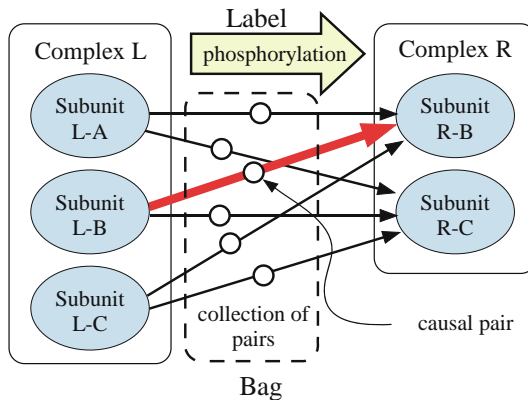 Label
Complex L
phosphorylation
Complex R
Subunit
L-A
Subunit
R-B
Subunit
L-B
Subunit
R-C
Subunit
L-C
collection of
pairs
causal pair
Bag